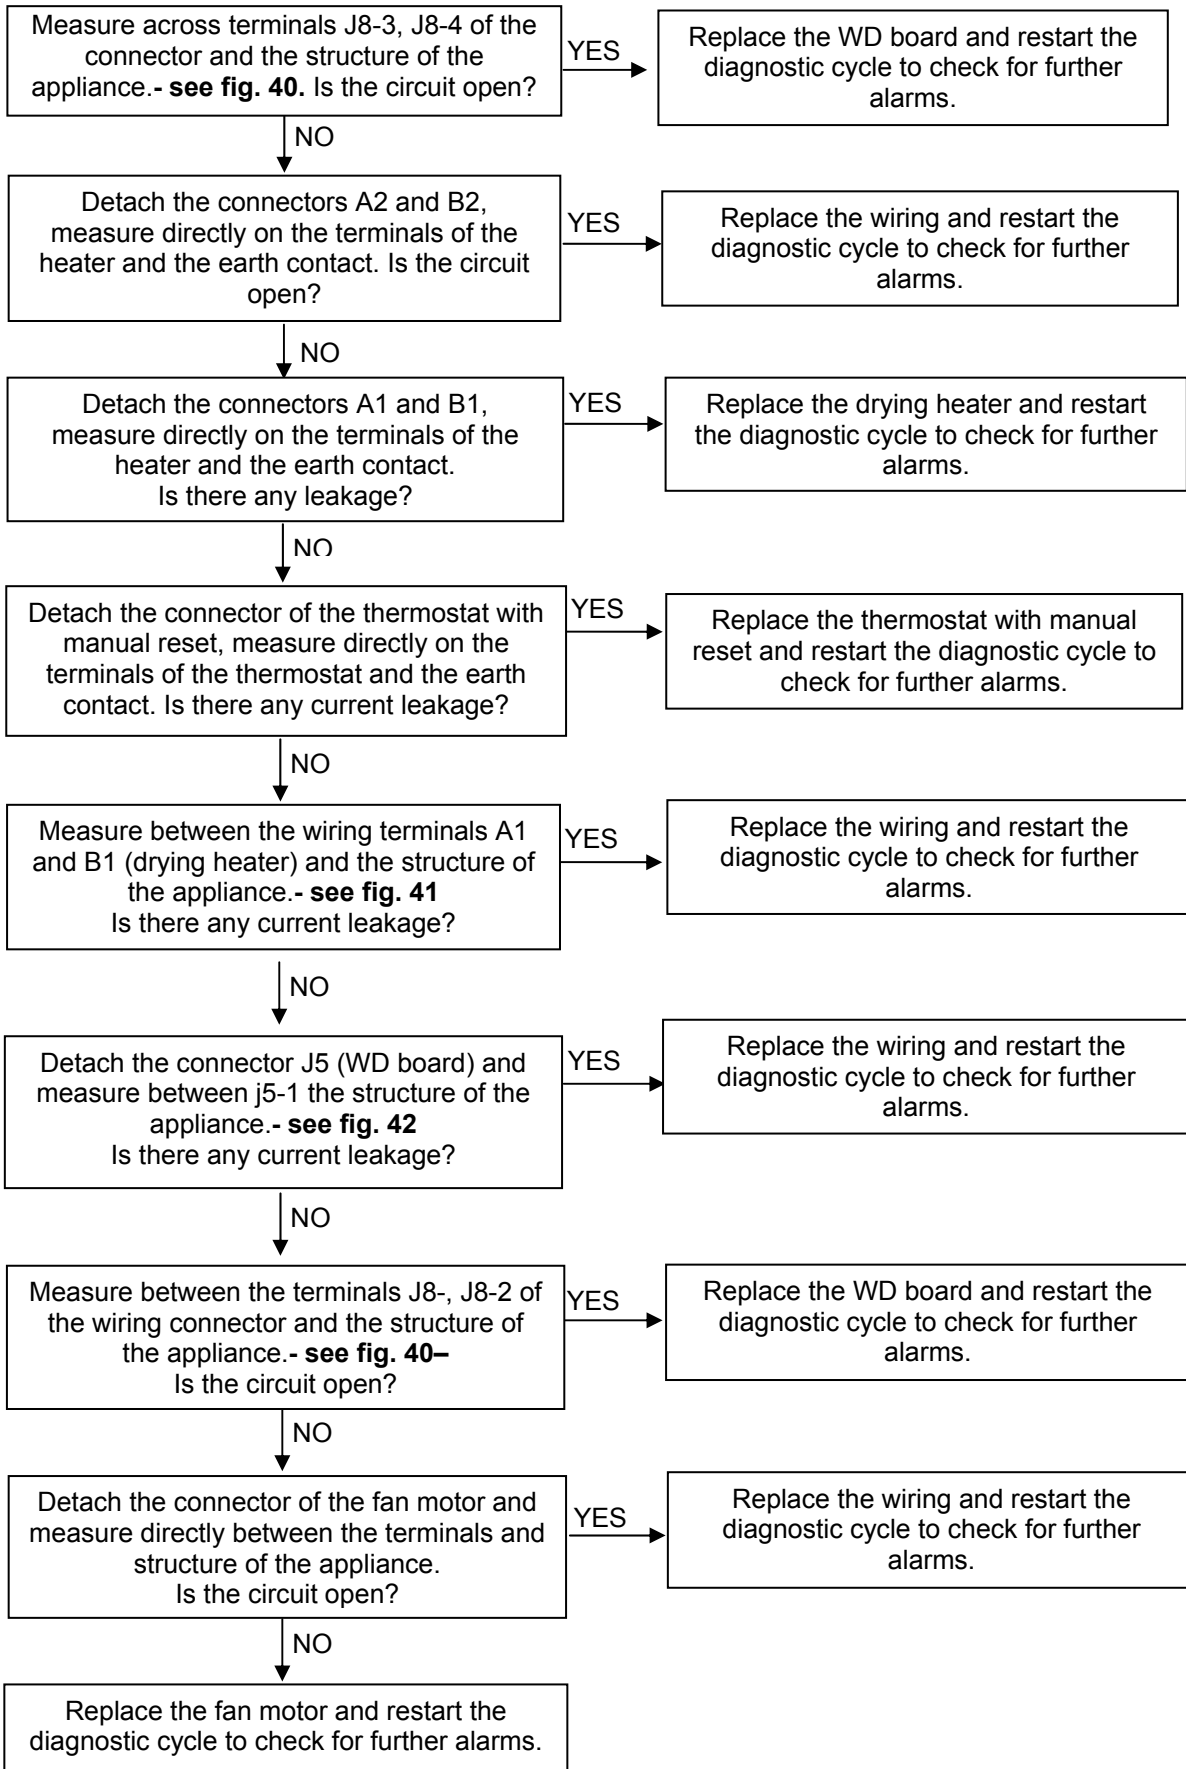 Measure across terminals J8-3, J8-4 of the
connector and the structure of the
appliance.- see fig. 40. Is the circuit open?
YES
Replace the WD board and restart the
diagnostic cycle to check for further
alarms.
NO
Detach the connectors A2 and B2,
measure directly on the terminals of the
heater and the earth contact. Is the circuit
open?
YES
Replace the wiring and restart the
diagnostic cycle to check for further
alarms.
NO
Detach the connectors A1 and B1,
measure directly on the terminals of the
heater and the earth contact.
Is there any leakage?
YES
Replace the drying heater and restart
the diagnostic cycle to check for further
alarms.
NO
Detach the connector of the thermostat with
manual reset, measure directly on the
terminals of the thermostat and the earth
contact. Is there any current leakage?
YES
Replace the thermostat with manual
reset and restart the diagnostic cycle to
check for further alarms.
NO
Measure between the wiring terminals A1
and B1 (drying heater) and the structure of
the appliance.- see fig. 41
Is there any current leakage?
YES
Replace the wiring and restart the
diagnostic cycle to check for further
alarms.
NO
Detach the connector J5 (WD board) and
measure between j5-1 the structure of the
appliance.- see fig. 42
Is there any current leakage?
YES
Replace the wiring and restart the
diagnostic cycle to check for further
alarms.
NO
Measure between the terminals J8-, J8-2 of
the wiring connector and the structure of
the appliance.- see fig. 40–
Is the circuit open?
YES
Replace the WD board and restart the
diagnostic cycle to check for further
alarms.
NO
Detach the connector of the fan motor and
measure directly between the terminals and
structure of the appliance.
Is the circuit open?
YES
Replace the wiring and restart the
diagnostic cycle to check for further
alarms.
NO
Replace the fan motor and restart the
diagnostic cycle to check for further alarms.